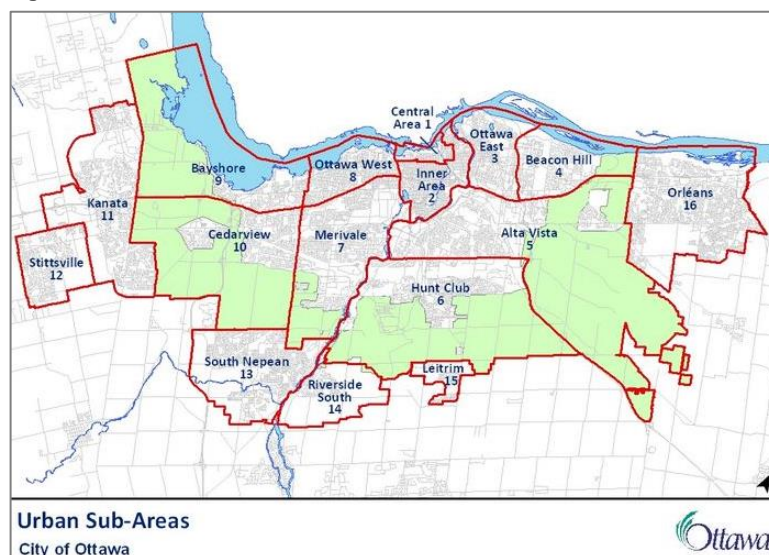 Central
Area 1
Ottawa
East
3
Bayshore
9
Ottawa West
8
Inner
Area
2
Beacon Hill
4
Orléans
16
Kanata
11
Cedarview
10
Merivale
7
Alta Vista
5
Stittsville
12
Hunt Club
6
South Nepean
13
Riverside
South
14
Leitrim
15
Urban Sub-Areas
City of Ottawa
Ottawa